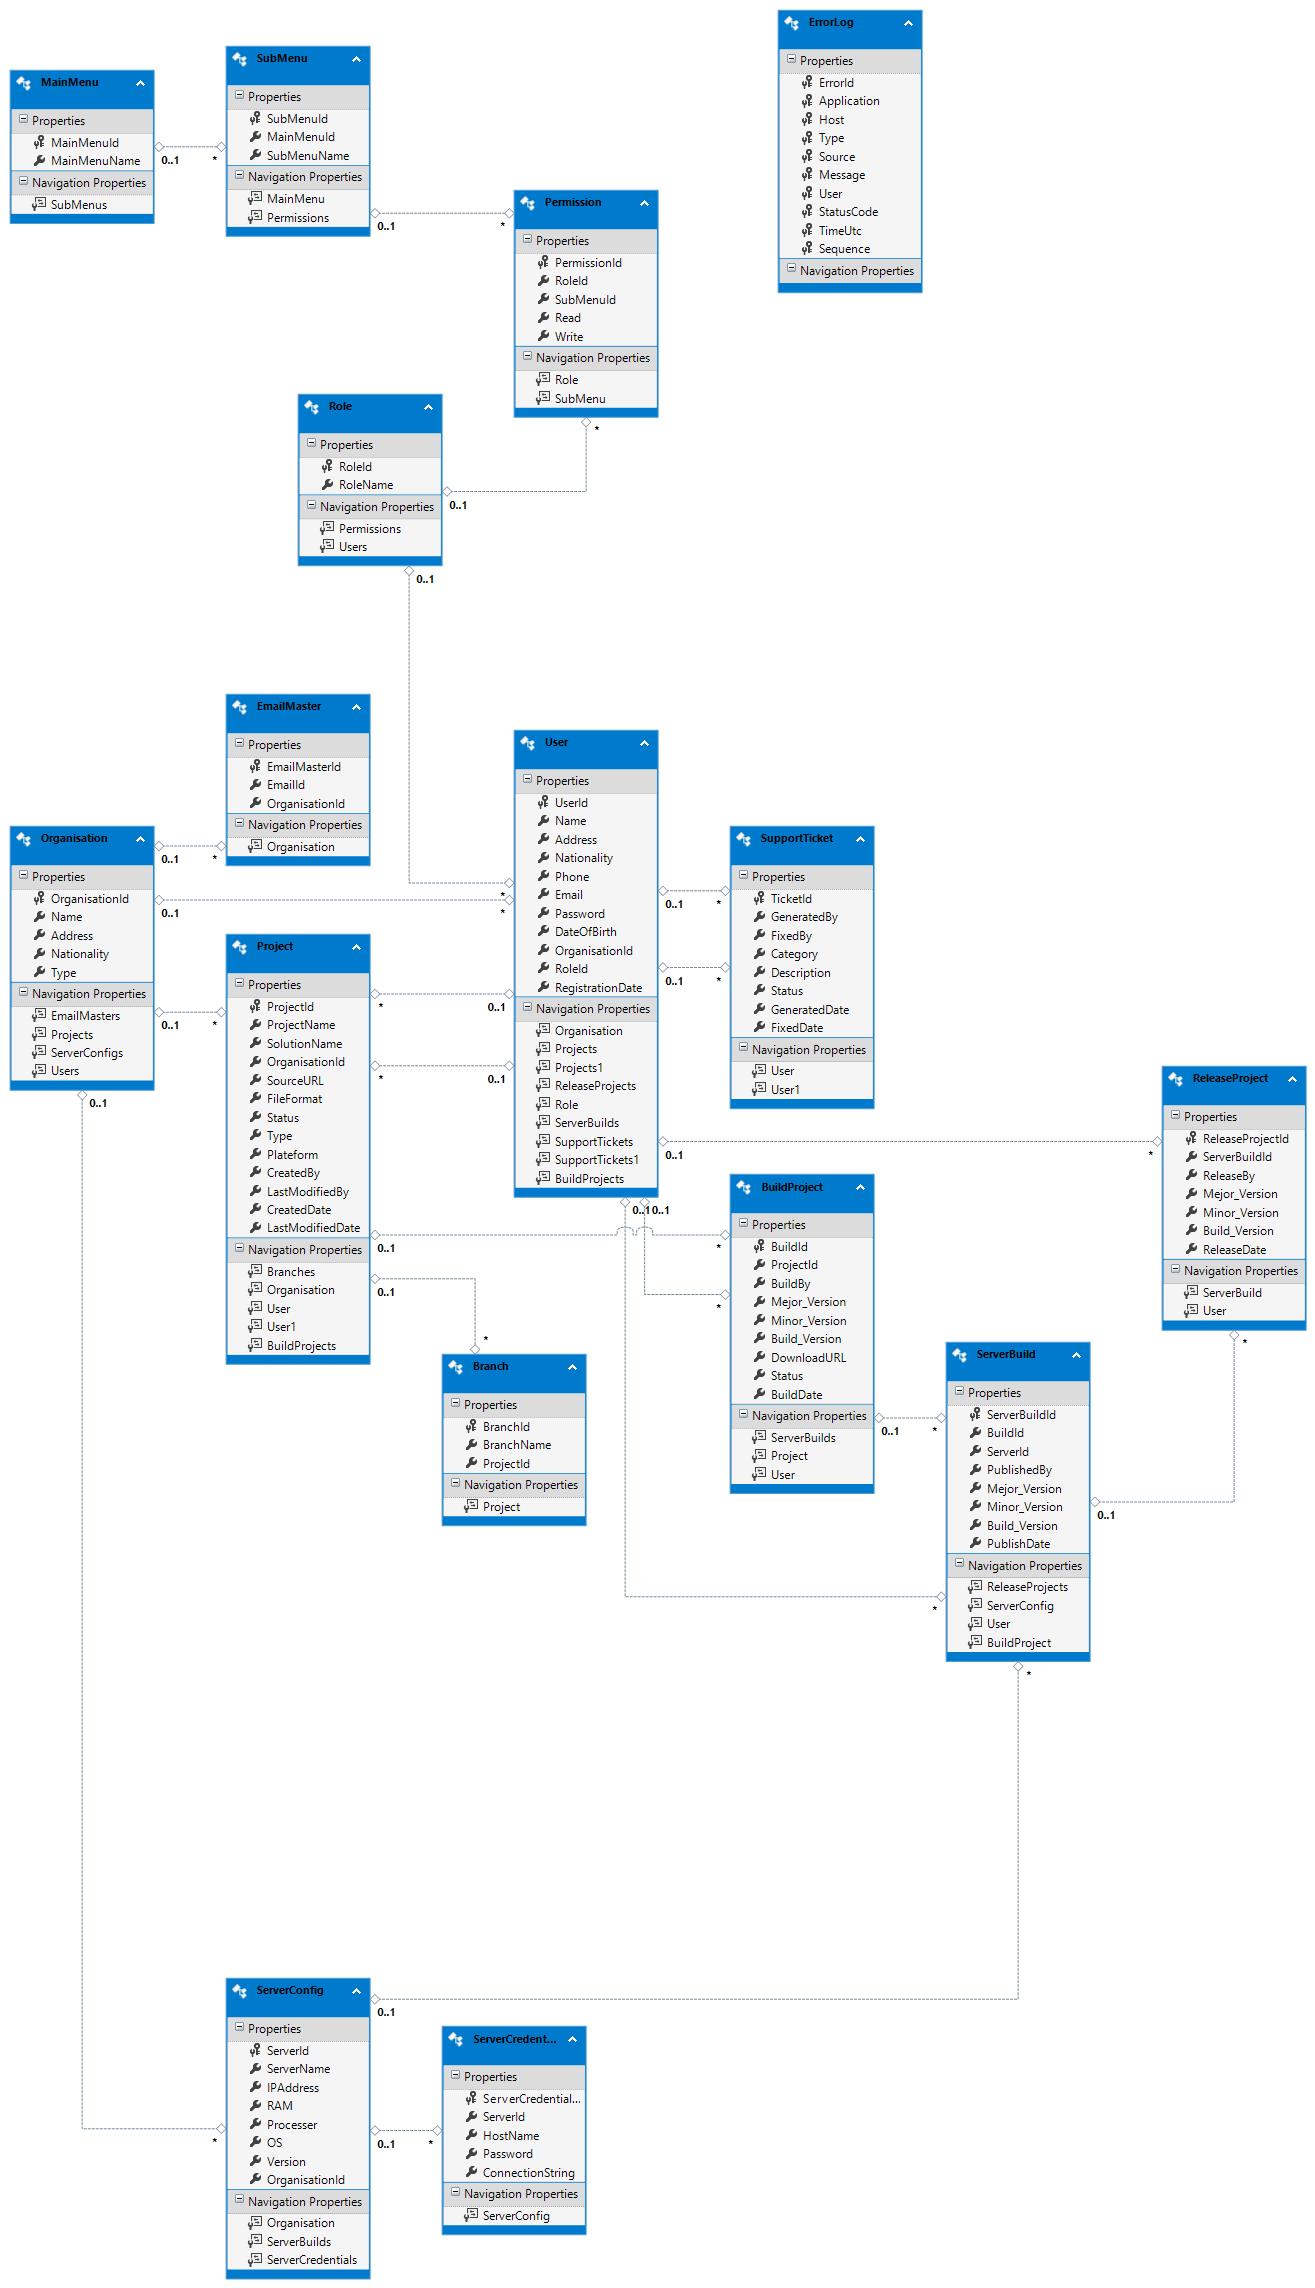 ErrorLog
Properties
ErrorId
Application
Host
Type
Source
Message
User
StatusCode
TimeUtc
Sequence
Navigation Properties
SubMenu
Properties
SubMenuId
MainMenuId
SubMenuName
Navigation Properties
MainMenu
Permissions
MainMenu
Properties
MainMenuId
MainMenuName
Navigation Properties
SubMenus
0..1
*
0..1
*
Permission
Properties
PermissionId
RoleId
SubMenuId
Read
Write
Navigation Properties
Role
SubMenu
*
0..1
Role
Properties
RoleId
RoleName
Navigation Properties
Permissions
Users
0..1
*
EmailMaster
Properties
EmailMasterId
EmailId
OrganisationId
Navigation Properties
Organisation
User
Properties
UserId
Name
Address
Nationality
Phone
Email
Password
DateOfBirth
OrganisationId
RoleId
RegistrationDate
Navigation Properties
Organisation
Projects
Projects1
ReleaseProjects
Role
ServerBuilds
SupportTickets
SupportTickets1
BuildProjects
Organisation
Properties
OrganisationId
Name
Address
Nationality
Type
Navigation Properties
EmailMasters
Projects
ServerConfigs
Users
0..1
*
0..1
*
0..1
*
0..1
SupportTicket
Properties
TicketId
GeneratedBy
FixedBy
Category
Description
Status
GeneratedDate
FixedDate
Navigation Properties
User
User1
0..1
*
0..1
*
Project
Properties
ProjectId
ProjectName
SolutionName
OrganisationId
SourceURL
FileFormat
Status
Type
Plateform
CreatedBy
LastModifiedBy
CreatedDate
LastModifiedDate
Navigation Properties
Branches
Organisation
User
User1
BuildProjects
*
0..1
*
0..1
0..1
*
0..1
*
ReleaseProject
Properties
ReleaseProjectId
ServerBuildId
ReleaseBy
Mejor_Version
Minor_Version
Build_Version
ReleaseDate
Navigation Properties
ServerBuild
User
0..1
*
0..1
0..1
*
BuildProject
Properties
BuildId
ProjectId
BuildBy
Mejor_Version
Minor_Version
Build_Version
DownloadURL
Status
BuildDate
Navigation Properties
ServerBuilds
Project
User
0..1
*
*
0..1
Branch
Properties
BranchId
BranchName
ProjectId
Navigation Properties
Project
ServerBuild
Properties
ServerBuildId
BuildId
ServerId
PublishedBy
Mejor_Version
Minor_Version
Build_Version
PublishDate
Navigation Properties
ReleaseProjects
ServerConfig
User
BuildProject
*
*
0..1
ServerConfig
Properties
ServerId
ServerName
IPAddress
RAM
Processer
OS
Version
OrganisationId
Navigation Properties
Organisation
ServerBuilds
ServerCredentials
*
0..1
*
ServerCredent...
Properties
ServerCredential...
ServerId
HostName
Password
ConnectionString
Navigation Properties
ServerConfig